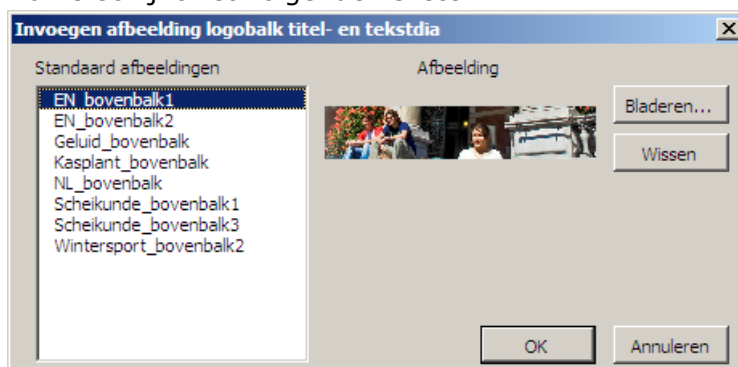 Invoegen afbeelding logobalk titel- en tekstdia
Standaard afbeeldingen
Afbeelding
EN_bovenbalk1
EN_bovenbalk2
Geluid_bovenbalk
Kasplant_bovenbalk
NL_bovenbalk
Scheikunde_bovenbalk1
Scheikunde_bovenbalk3
Wintersport_bovenbalk2
Bladeren...
Wissen
OK
Annuleren